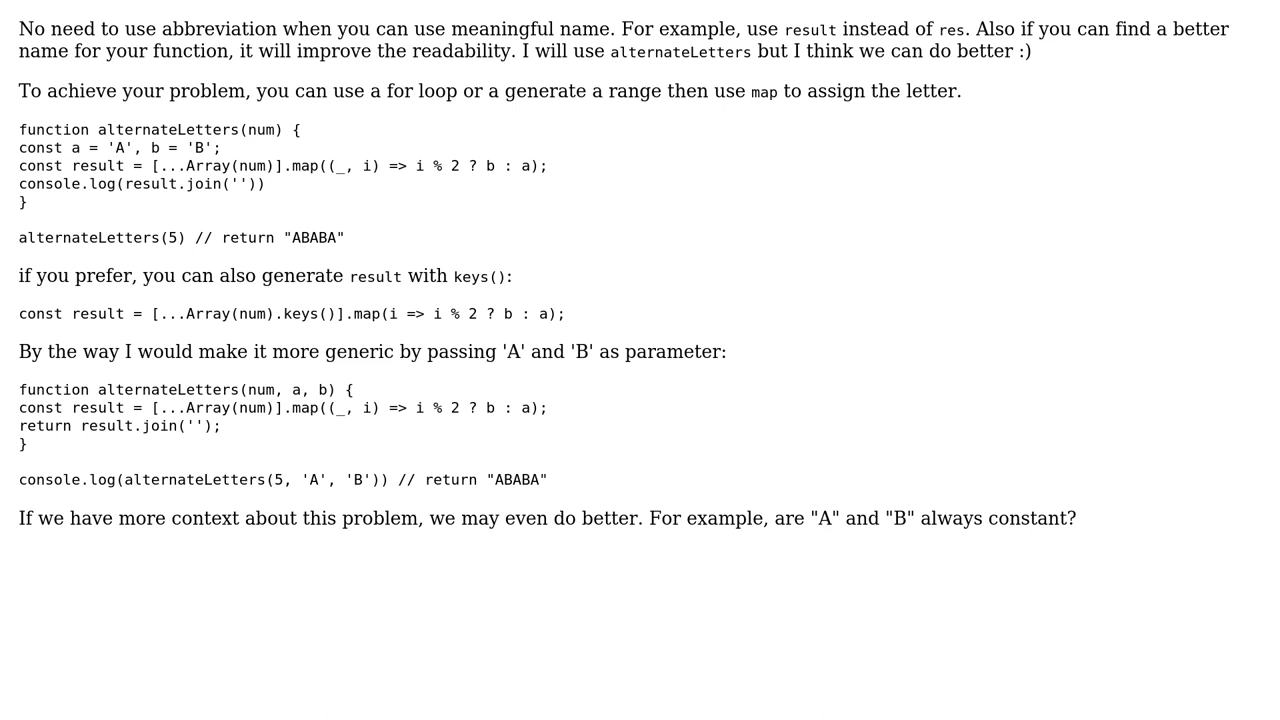 No need to use abbreviation when you can use meaningful name. For example, use result instead of res. Also if you can find a better
name for your function, it will improve the readability. I will use alternateLetters but I think we can do better :)
To achieve your problem, you can use a for loop or a generate a range then use map to assign the letter.
function alternateLetters(num) {
const a = 'A', b = 'B';
const result = [...Array(num)].map((_, i) => i % 2 ? b : a);
console.log(result.join(''))
}
alternateLetters(5) // return "ABABA"
if you prefer, you can also generate result with keys():
const result = [...Array(num).keys()].map(i => i % 2 ? b : a);
By the way I would make it more generic by passing 'A' and 'B' as parameter:
function alternateLetters(num, a, b) {
const result = [...Array(num)].map((_, i) => i % 2 ? b : a);
return result.join('');
}
console.log(alternateLetters(5, 'A', 'B')) // return "ABABA"
If we have more context about this problem, we may even do better. For example, are "A" and "B" always constant?